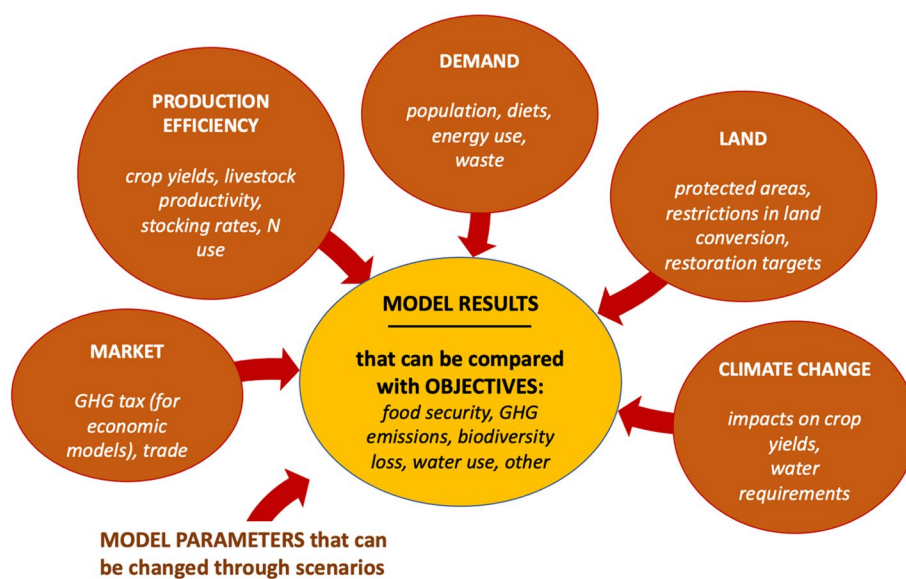 DEMAND
population, diets,
energy use,
waste
PRODUCTION
EFFICIENCY
crop yields, livestock
productivity,
stocking rates, N
use
LAND
protected areas,
restrictions in land
conversion,
restoration targets
MARKET
GHG tax (for
economic
models), trade
MODEL RESULTS
that can be compared
with OBJECTIVES:
food security, GHG
emissions, biodiversity
loss, water use, other
CLIMATE CHANGE
impacts on crop
yields,
water
requirements
MODEL PARAMETERS that can
be changed through scenarios